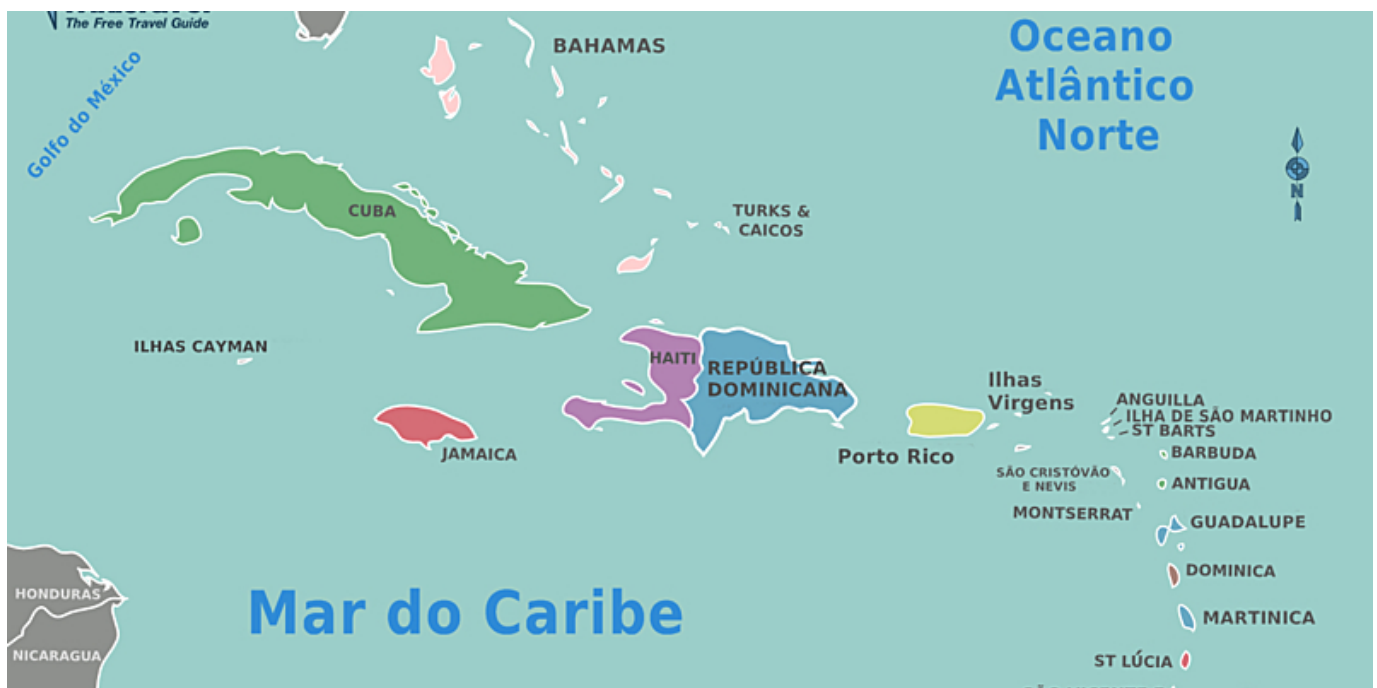 The Free Travel Guide
Golfo do México
BAHAMAS
Oceano
Atlântico
Norte
N
CUBA
TURKS &
CAICOS
ILHAS CAYMAN
HAITI
REPÚBLICA
DOMINICANA
JAMAICA
Porto Rico
Ilhas
Virgens
ANGUILLA
ILHA DE SÃO MARTINHO
ST BARTS
BARBUDA
SÃO CRISTÓVÃO
E NEVIS
ANTIGUA
MONTSERRAT
GUADALUPE
DOMINICA
MARTINICA
ST LÚCIA
HONDURAS
NICARAGUA
Mar do Caribe